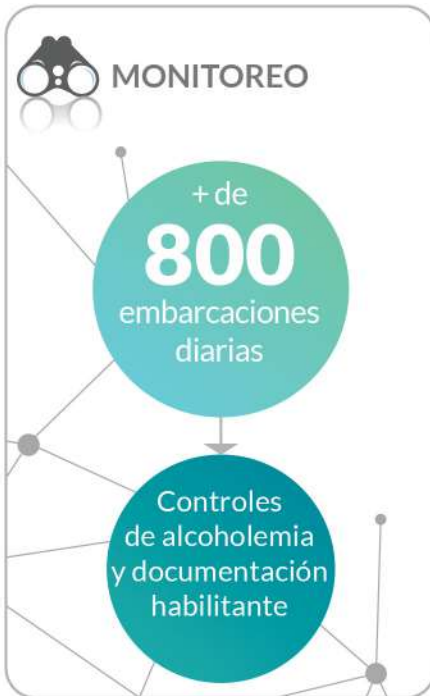 MONITOREO
+ de
800
embarcaciones
diarias
Controles
de alcoholemia
y documentación
habilitante